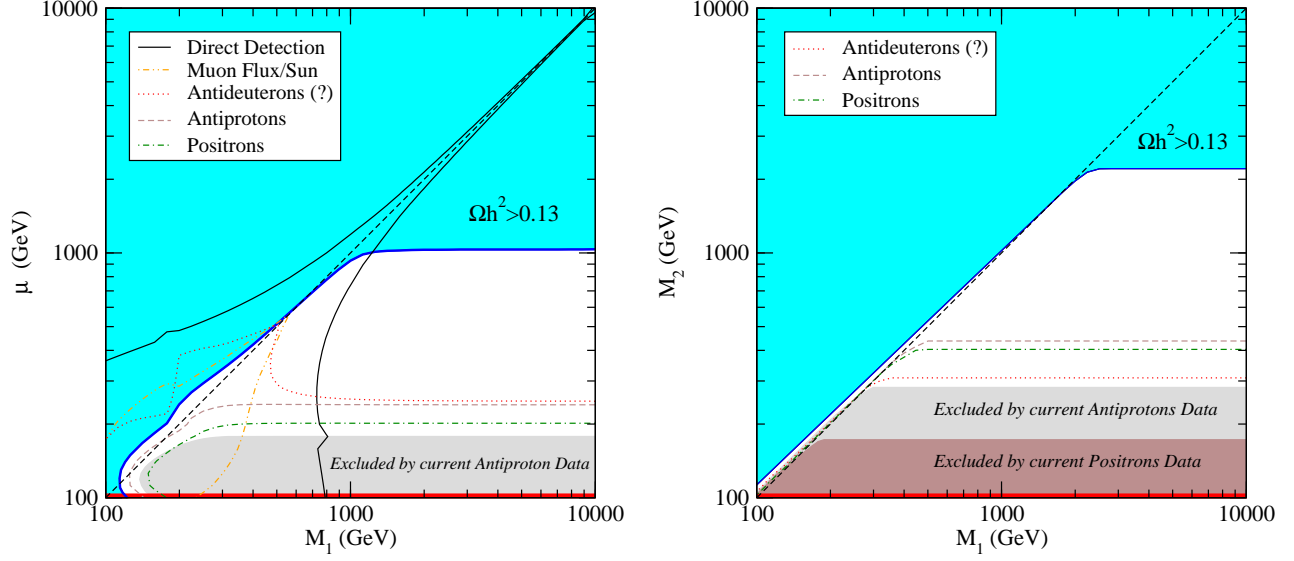 10000
1000
100
μ (GeV)
Direct Detection
Muon Flux/Sun
Antideuterons (?)
Antiprotons
Positrons
Ωh²>0.13
Excluded by current Antiproton Data
100
1000
10000
M₁ (GeV)
10000
1000
100
M₂ (GeV)
Antideuterons (?)
Antiprotons
Positrons
Ωh²>0.13
Excluded by current Antiprotons Data
Excluded by current Positrons Data
100
1000
10000
M₁ (GeV)